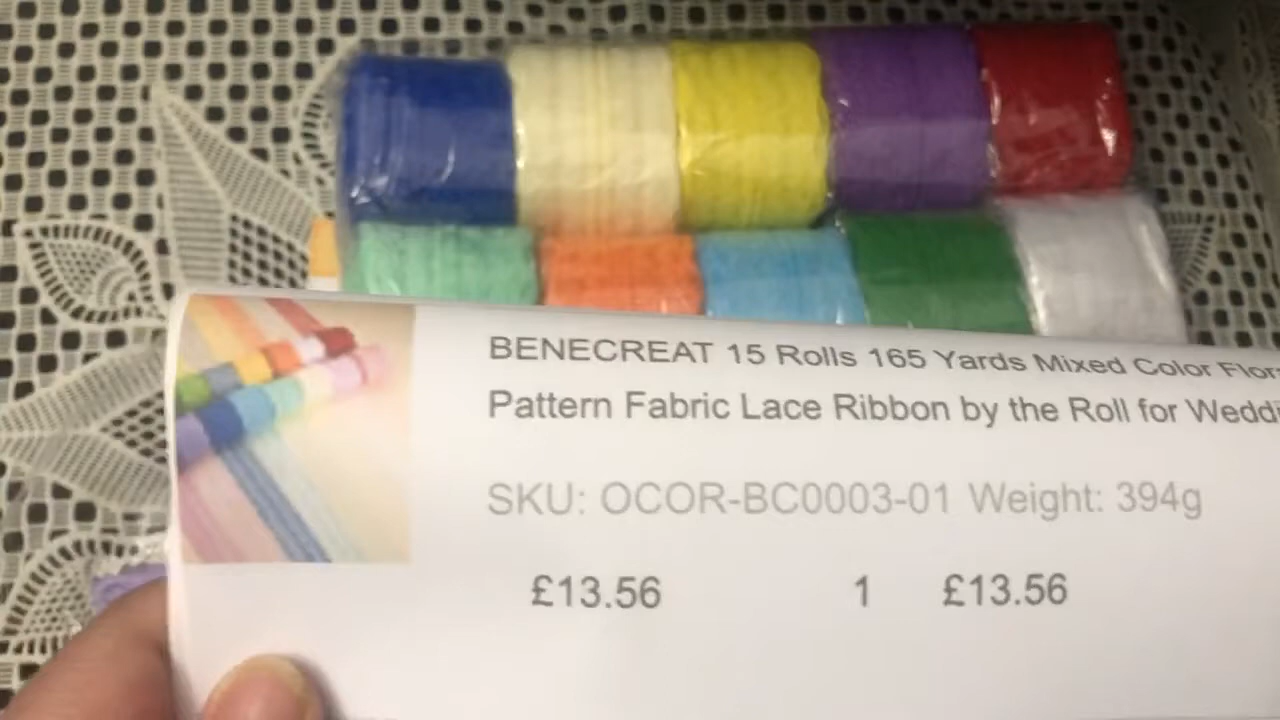 BENECREAT 15 Rolls 165 Yards Mixed Color
Pattern Fabric Lace Ribbon by the Roll for
SKU: OCOR-BC0003-01 Weight: 394g
£13.56 1 £13.56